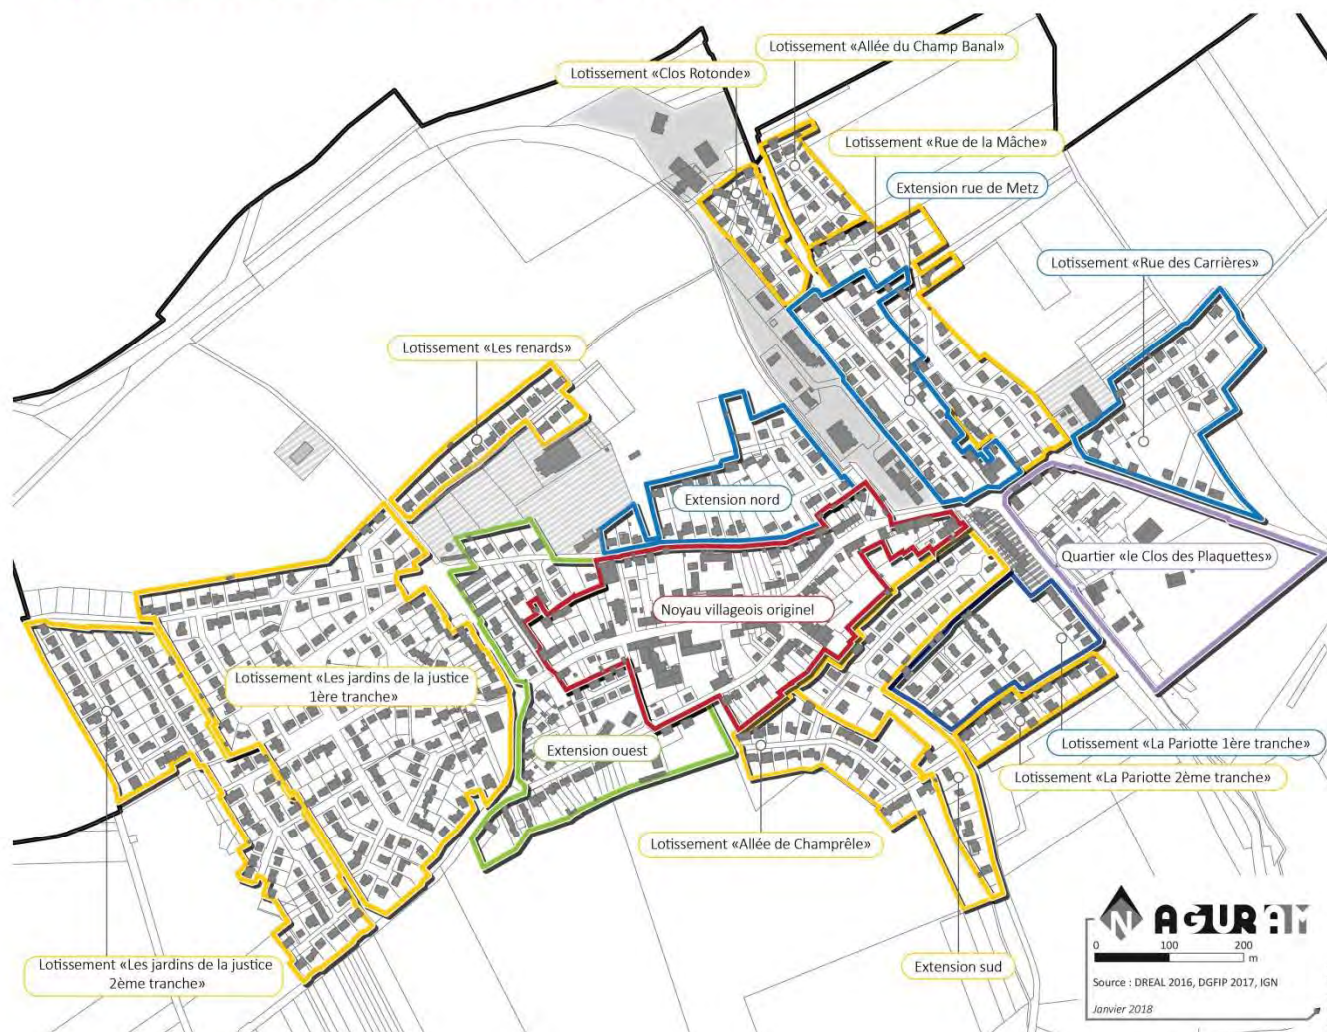 Lotissement «Allée du Champ Banal»
Lotissement «Clos Rotonde»
Lotissement «Rue de la Mâche»
Extension rue de Metz
Lotissement «Rue des Carrières»
Lotissement «Les renards»
Extension nord
Quartier «le Clos des Plaquettes»
Noyau villageois originel
Lotissement «Les jardins de la justice
1ère tranche»
Extension ouest
Lotissement «La Pariotte 1ère tranche»
Lotissement «La Pariotte 2ème tranche»
Lotissement «Allée de Champrêle»
Lotissement «Les jardins de la justice
2ème tranche»
Extension sud
N AGURAM
0 100 200
m
Source : DREAL 2016, DGFIP 2017, IGN
Janvier 2018